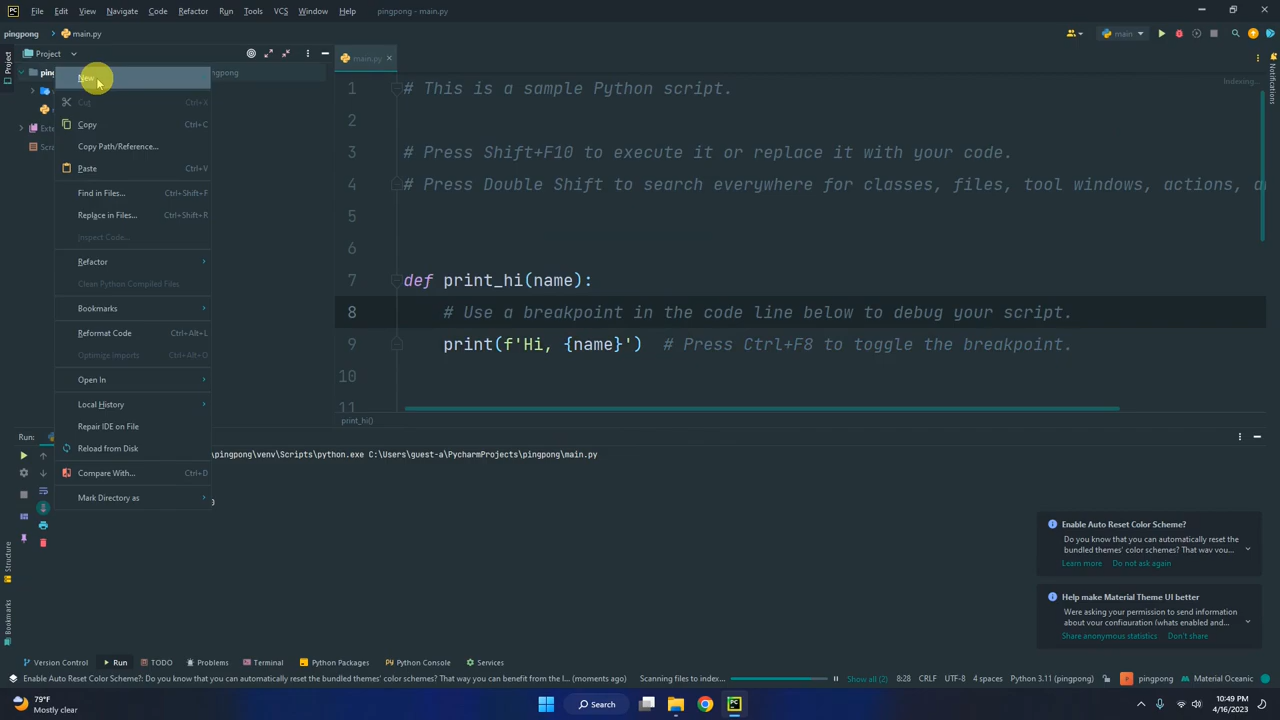 PC File Edit View Navigate Code Refactor Run Tools VCS Window Help pingpong - main.py
pingpong main.py main
Project
main.py
New
Cut Ctrl+X
Copy Ctrl+C
Copy Path/Reference...
Paste Ctrl+V
Find in Files... Ctrl+Shift+F
Replace in Files... Ctrl+Shift+R
Inspect Code...
Refactor
Clean Python Compiled Files
Bookmarks
Reformat Code Ctrl+Alt+L
Optimize Imports Ctrl+Alt+O
Open In
Local History
Repair IDE on File
Reload from Disk
Compare With... Ctrl+D
Mark Directory as
ping
ngpong
Exte
Scra
Project
Structure
Bookmarks
Notifications
Indexing...
1 # This is a sample Python script.
2
3 # Press Shift+F10 to execute it or replace it with your code.
4 # Press Double Shift to search everywhere for classes, files, tool windows, actions, a
5
6
7 def print_hi(name):
8 # Use a breakpoint in the code line below to debug your script.
9 print(f'Hi, {name}') # Press Ctrl+F8 to toggle the breakpoint.
10
11
print_hi()
Run:
\pingpong\venv\Scripts\python.exe C:\Users\guest-a\PycharmProjects\pingpong\main.py
0
Enable Auto Reset Color Scheme?
Do you know that you can automatically reset the
bundled themes' color schemes? That way you...
Learn more Do not ask again
Help make Material Theme UI better
Were asking your permission to send information
about your configuration (whats enabled and...
Share anonymous statistics Don't share
Version Control Run TODO Problems Terminal Python Packages Python Console Services
Enable Auto Reset Color Scheme?: Do you know that you can automatically reset the bundled themes' color schemes? That way you can benefit from the l... (moments ago) Scanning files to index... Show all (2) 8:28 CRLF UTF-8 4 spaces Python 3.11 (pingpong) P pingpong Material Oceanic
79°F
Mostly clear
Search
PC
10:49 PM
4/16/2023